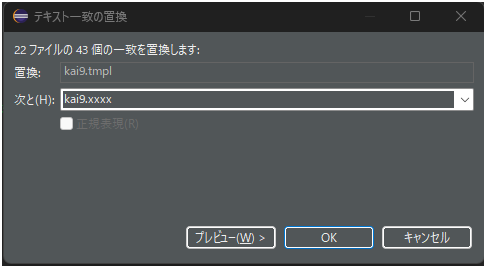 テキスト一致の置換
22 ファイルの 43 個の一致を置換します:
置換: kai9.tmpl
次と(H): kai9.xxxx
正規表現(R)
プレビュー(W) > OK キャンセル